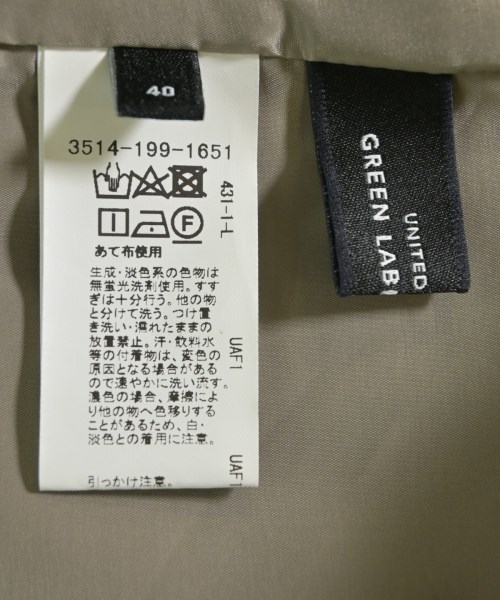 40
3514-199-1651
431-1-L
F
あて布使用
生成・淡色系の色物は
無蛍光洗剤使用。すす
ぎは十分行う。他の物
と分けて洗う。つけ置
き洗い・濡れたままの
放置禁止。汗・飲料水
等の付着物は、変色の
原因となる場合がある
ので速やかに洗い流す。
濃色の場合、摩擦によ
り他の物へ色移りする
ことがあるため、白・
淡色との着用に注意。
引っかけ注意。
UAF1
UAF1
UNITED
GREEN LAB